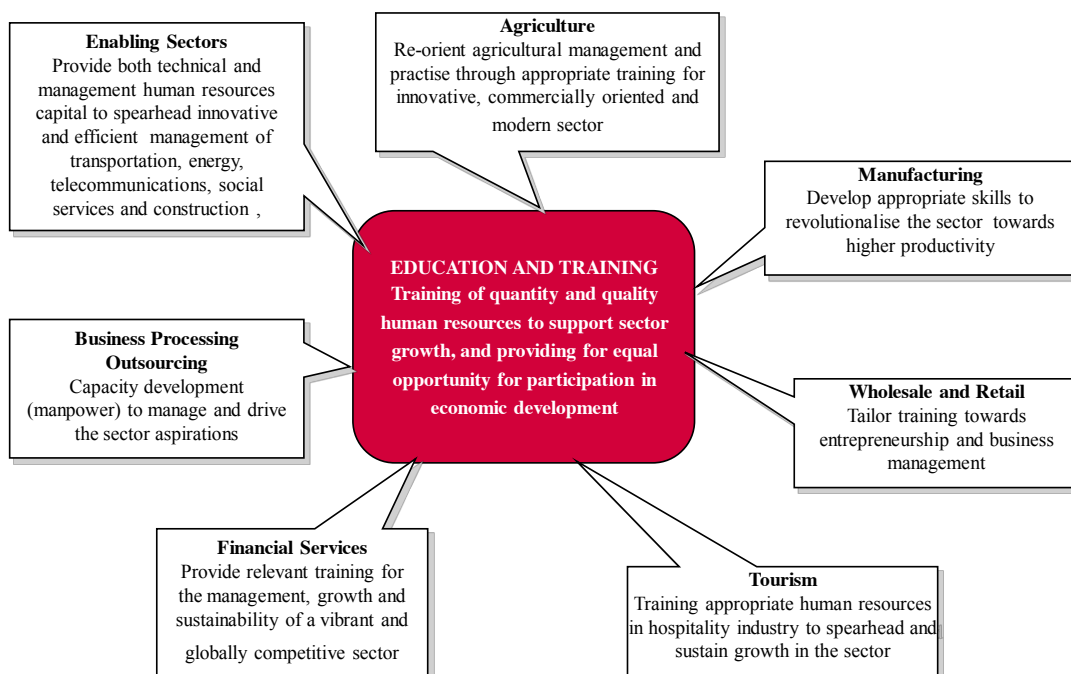 Enabling Sectors
Provide both technical and
management human resources
capital to spearhead innovative
and efficient management of
transportation, energy,
telecommunications, social
services and construction ,
Agriculture
Re-orient agricultural management and
practise through appropriate training for
innovative, commercially oriented and
modern sector
Manufacturing
Develop appropriate skills to
revolutionalise the sector towards
higher productivity
EDUCATION AND TRAINING
Training of quantity and quality
human resources to support sector
growth, and providing for equal
opportunity for participation in
economic development
Business Processing
Outsourcing
Capacity development
(manpower) to manage and drive
the sector aspirations
Wholesale and Retail
Tailor training towards
entrepreneurship and business
management
Financial Services
Provide relevant training for
the management, growth and
sustainability of a vibrant and
globally competitive sector
Tourism
Training appropriate human resources
in hospitality industry to spearhead and
sustain growth in the sector